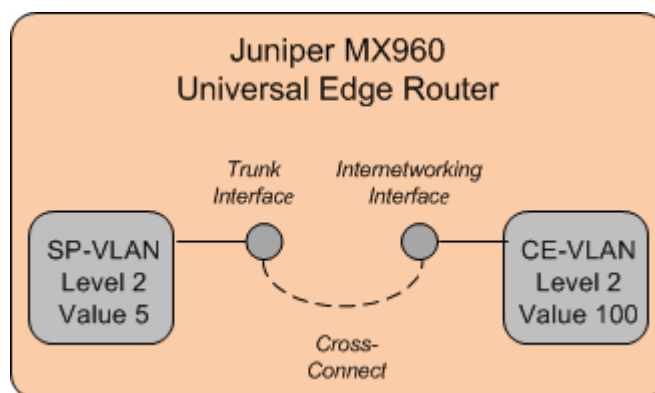 Juniper MX960
Universal Edge Router
Trunk
Interface
Internetworking
Interface
SP-VLAN
Level 2
Value 5
CE-VLAN
Level 2
Value 100
Cross-
Connect